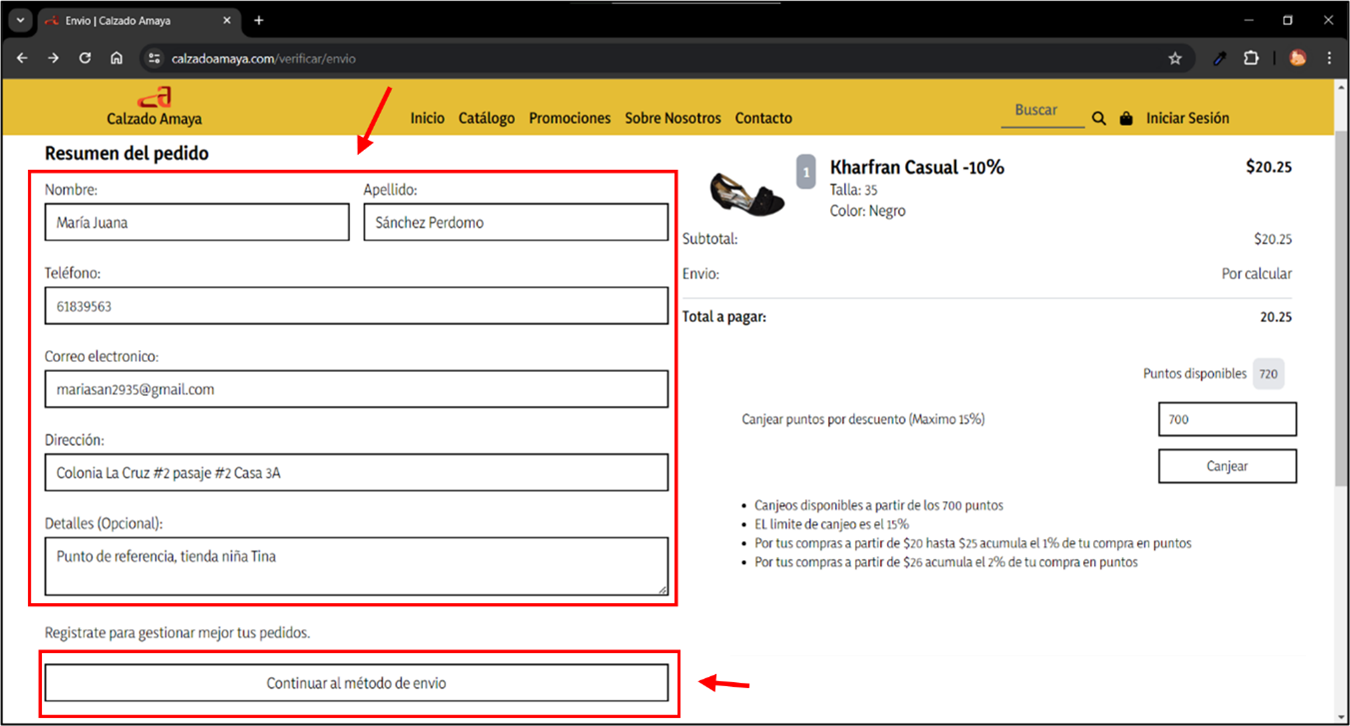 Envio | Calzado Amaya
calzadoamaya.com/verificar/envio
Calzado Amaya
Inicio Catálogo Promociones Sobre Nosotros Contacto
Buscar
Iniciar Sesión
Resumen del pedido
Nombre:
María Juana
Apellido:
Sánchez Perdomo
Teléfono:
61839563
Correo electronico:
mariasan2935@gmail.com
Dirección:
Colonia La Cruz #2 pasaje #2 Casa 3A
Detalles (Opcional):
Punto de referencia, tienda niña Tina
Registrate para gestionar mejor tus pedidos.
Continuar al método de envio
1
Kharfran Casual -10% $20.25
Talla: 35
Color: Negro
Subtotal: $20.25
Envio: Por calcular
Total a pagar: 20.25
Puntos disponibles 720
Canjear puntos por descuento (Maximo 15%) 700
Canjear
• Canjeos disponibles a partir de los 700 puntos
• EL limite de canjeo es el 15%
• Por tus compras a partir de $20 hasta $25 acumula el 1% de tu compra en puntos
• Por tus compras a partir de $26 acumula el 2% de tu compra en puntos